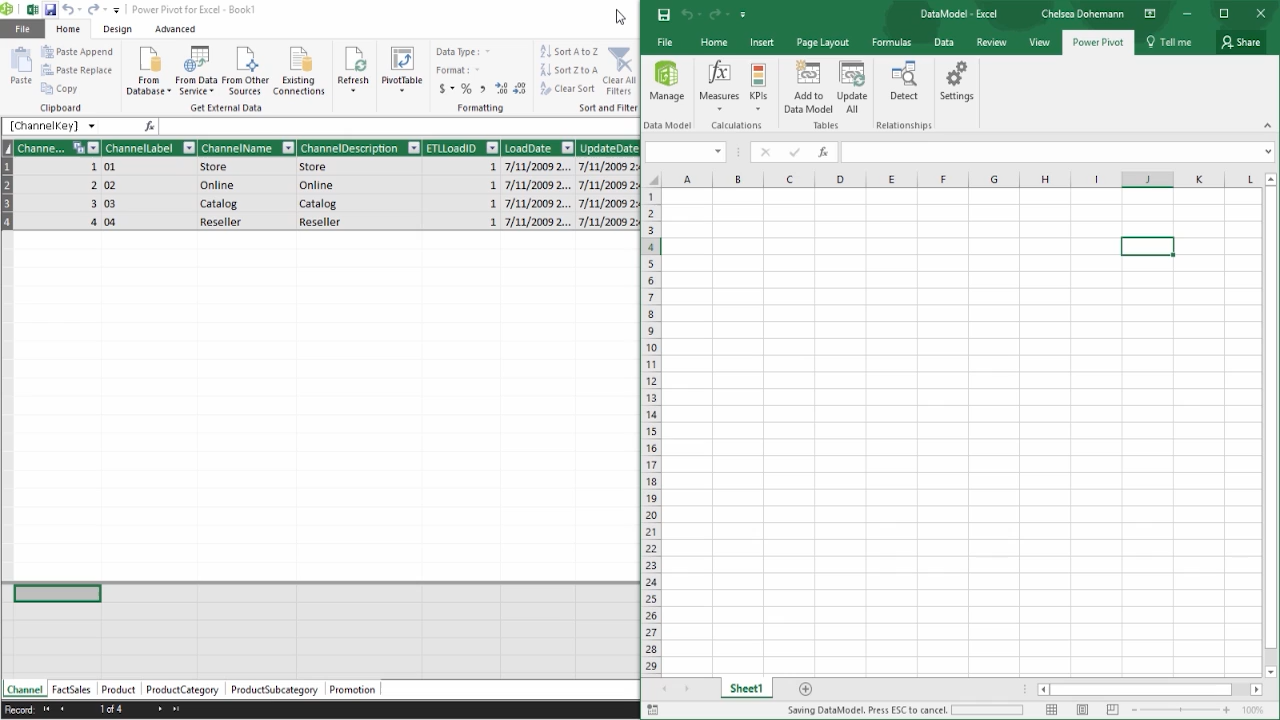 Power Pivot for Excel - Book1
File Home Design Advanced
Paste
Paste Append
Paste Replace
Copy
Clipboard
From Database
From Data Service
From Other Sources
Existing Connections
Get External Data
Refresh
PivotTable
Data Type :
Format :
$ % , .00 .00
Formatting
Sort A to Z
Sort Z to A
Clear Sort
Clear All Filters
Sort and Filter
[ChannelKey] fx
Channe... ChannelLabel ChannelName ChannelDescription ETLLoadID LoadDate UpdateDate
1 1 01 Store Store 1 7/11/2009 2... 7/11/2009 2:
2 2 02 Online Online 1 7/11/2009 2... 7/11/2009 2:
3 3 03 Catalog Catalog 1 7/11/2009 2... 7/11/2009 2:
4 4 04 Reseller Reseller 1 7/11/2009 2... 7/11/2009 2:
Channel FactSales Product ProductCategory ProductSubcategory Promotion
Record: 1 of 4
DataModel - Excel Chelsea Dohemann
File Home Insert Page Layout Formulas Data Review View Power Pivot Tell me Share
Manage
Data Model
Measures
KPIs
Calculations
Add to Data Model
Update All
Tables
Detect
Relationships
Settings
fx
A B C D E F G H I J K L
1
2
3
4
5
6
7
8
9
10
11
12
13
14
15
16
17
18
19
20
21
22
23
24
25
26
27
28
29
Sheet1
Saving DataModel. Press ESC to cancel. 100%